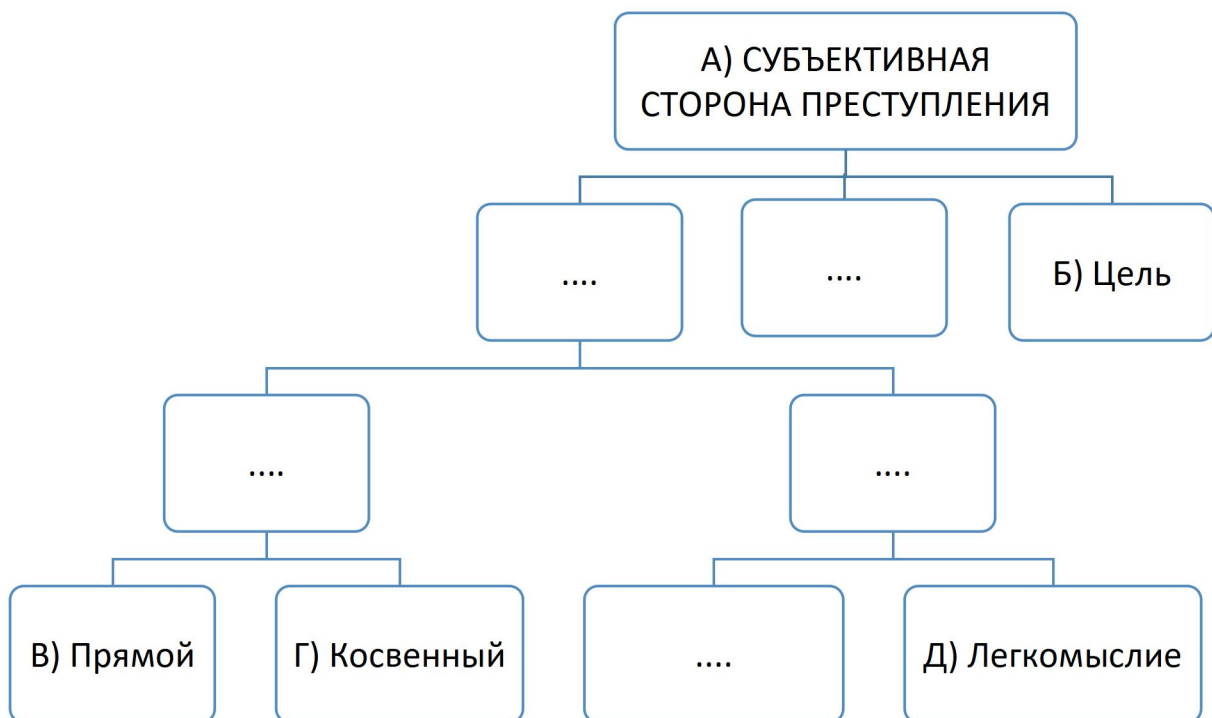 А) СУБЪЕКТИВНАЯ
СТОРОНА ПРЕСТУПЛЕНИЯ
....
....
Б) Цель
....
....
В) Прямой
Г) Косвенный
....
Д) Легкомыслие